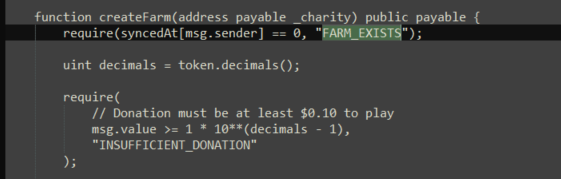 function createFarm(address payable _charity) public payable {
require(syncedAt[msg.sender] == 0, "FARM_EXISTS");
uint decimals = token.decimals();
require(
// Donation must be at least $0.10 to play
msg.value >= 1 * 10**(decimals - 1),
"INSUFFICIENT_DONATION"
);